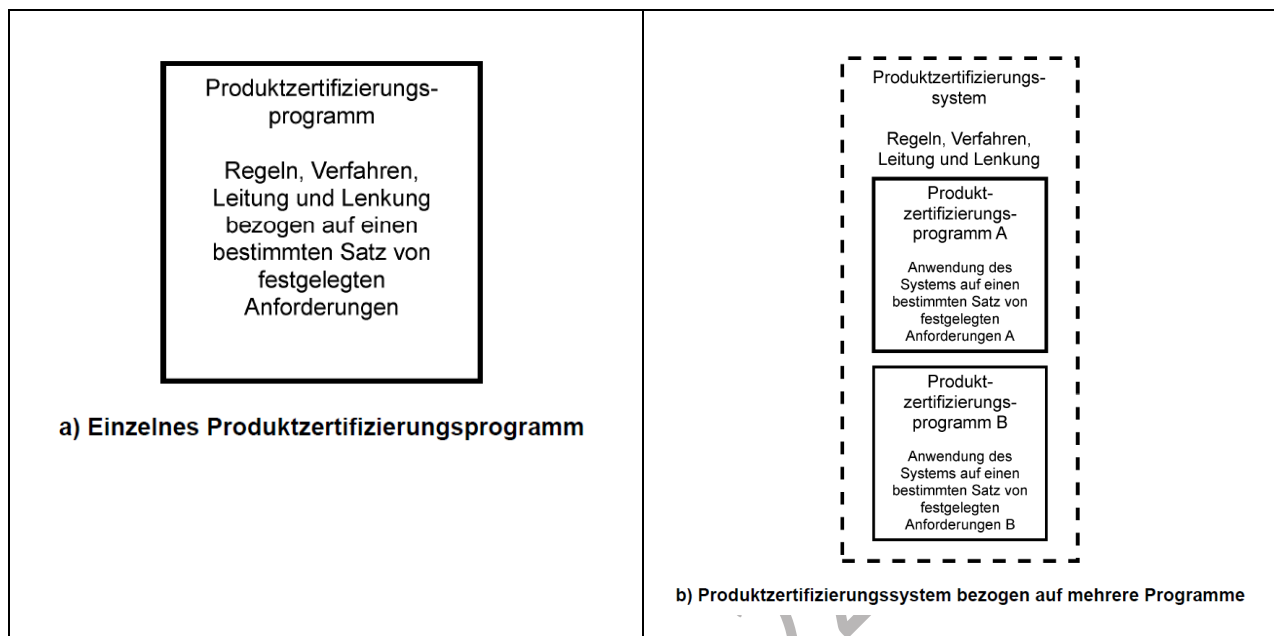 Produktzertifizierungs-
programm
Regeln, Verfahren,
Leitung und Lenkung
bezogen auf einen
bestimmten Satz von
festgelegten
Anforderungen
a) Einzelnes Produktzertifizierungsprogramm
Produktzertifizierungs-
system
Regeln, Verfahren,
Leitung und Lenkung
Produkt-
zertifizierungs-
programm A
Anwendung des
Systems auf einen
bestimmten Satz von
festgelegten
Anforderungen A
Produkt-
zertifizierungs-
programm B
Anwendung des
Systems auf einen
bestimmten Satz von
festgelegten
Anforderungen B
b) Produktzertifizierungssystem bezogen auf mehrere Programme